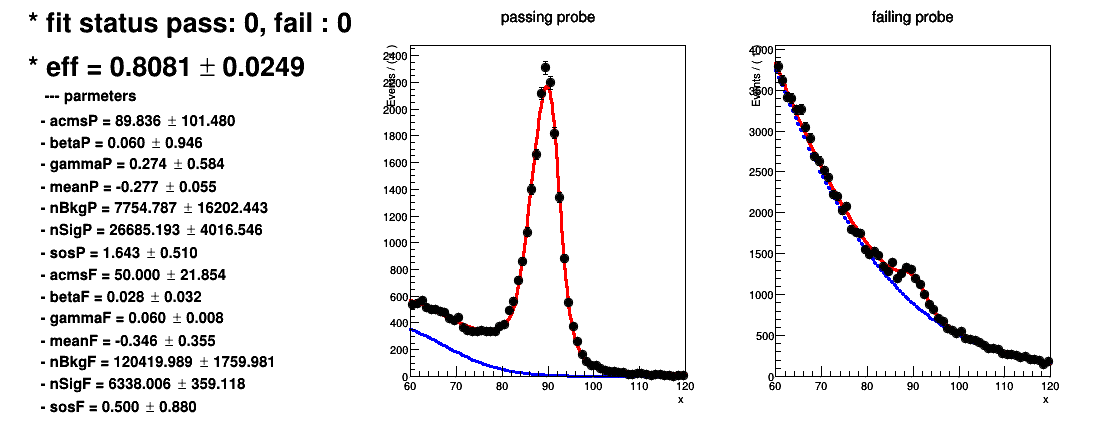 * fit status pass: 0, fail : 0
* eff = 0.8081 ± 0.0249
--- parmeters
- acmsP = 89.836 ± 101.480
- betaP = 0.060 ± 0.946
- gammaP = 0.274 ± 0.584
- meanP = -0.277 ± 0.055
- nBkgP = 7754.787 ± 16202.443
- nSigP = 26685.193 ± 4016.546
- sosP = 1.643 ± 0.510
- acmsF = 50.000 ± 21.854
- betaF = 0.028 ± 0.032
- gammaF = 0.060 ± 0.008
- meanF = -0.346 ± 0.355
- nBkgF = 120419.989 ± 1759.981
- nSigF = 6338.006 ± 359.118
- sosF = 0.500 ± 0.880
passing probe
Events / (
2400
2200
2000
1800
1600
1400
1200
1000
800
600
400
200
0
60 70 80 90 100 110 120
x
failing probe
Events / (
4000
3500
3000
2500
2000
1500
1000
500
0
60 70 80 90 100 110 120
x